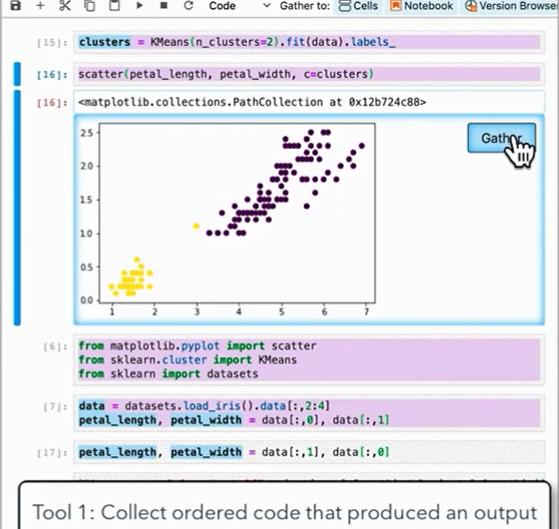 Code Gather to: Cells Notebook Version Browser
[15]: clusters = KMeans(n_clusters=2).fit(data).labels_
[16]: scatter(petal_length, petal_width, c=clusters)
[16]: <matplotlib.collections.PathCollection at 0x12b724c88>
Gather
2.5
2.0
1.5
1.0
0.5
0.0
1 2 3 4 5 6 7
[6]: from matplotlib.pyplot import scatter
from sklearn.cluster import KMeans
from sklearn import datasets
[7]: data = datasets.load_iris().data[:,2:4]
petal_length, petal_width = data[:,0], data[:,1]
[17]: petal_length, petal_width = data[:,1], data[:,0]
Tool 1: Collect ordered code that produced an output